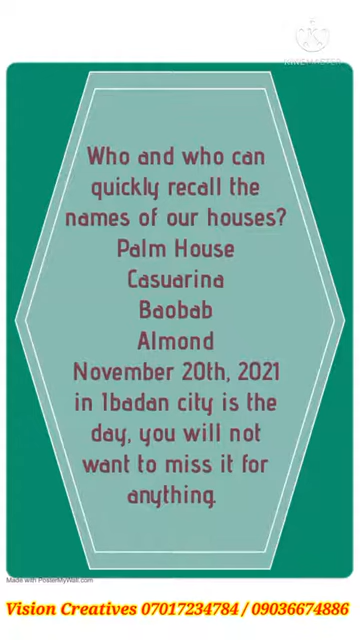 KINEMASTER
Who and who can
quickly recall the
names of our houses?
Palm House
Casuarina
Baobab
Almond
November 20th, 2021
in Ibadan city is the
day, you will not
want to miss it for
anything.
Made with PosterMyWall.com
Vision Creatives 07017234784 / 09036674886